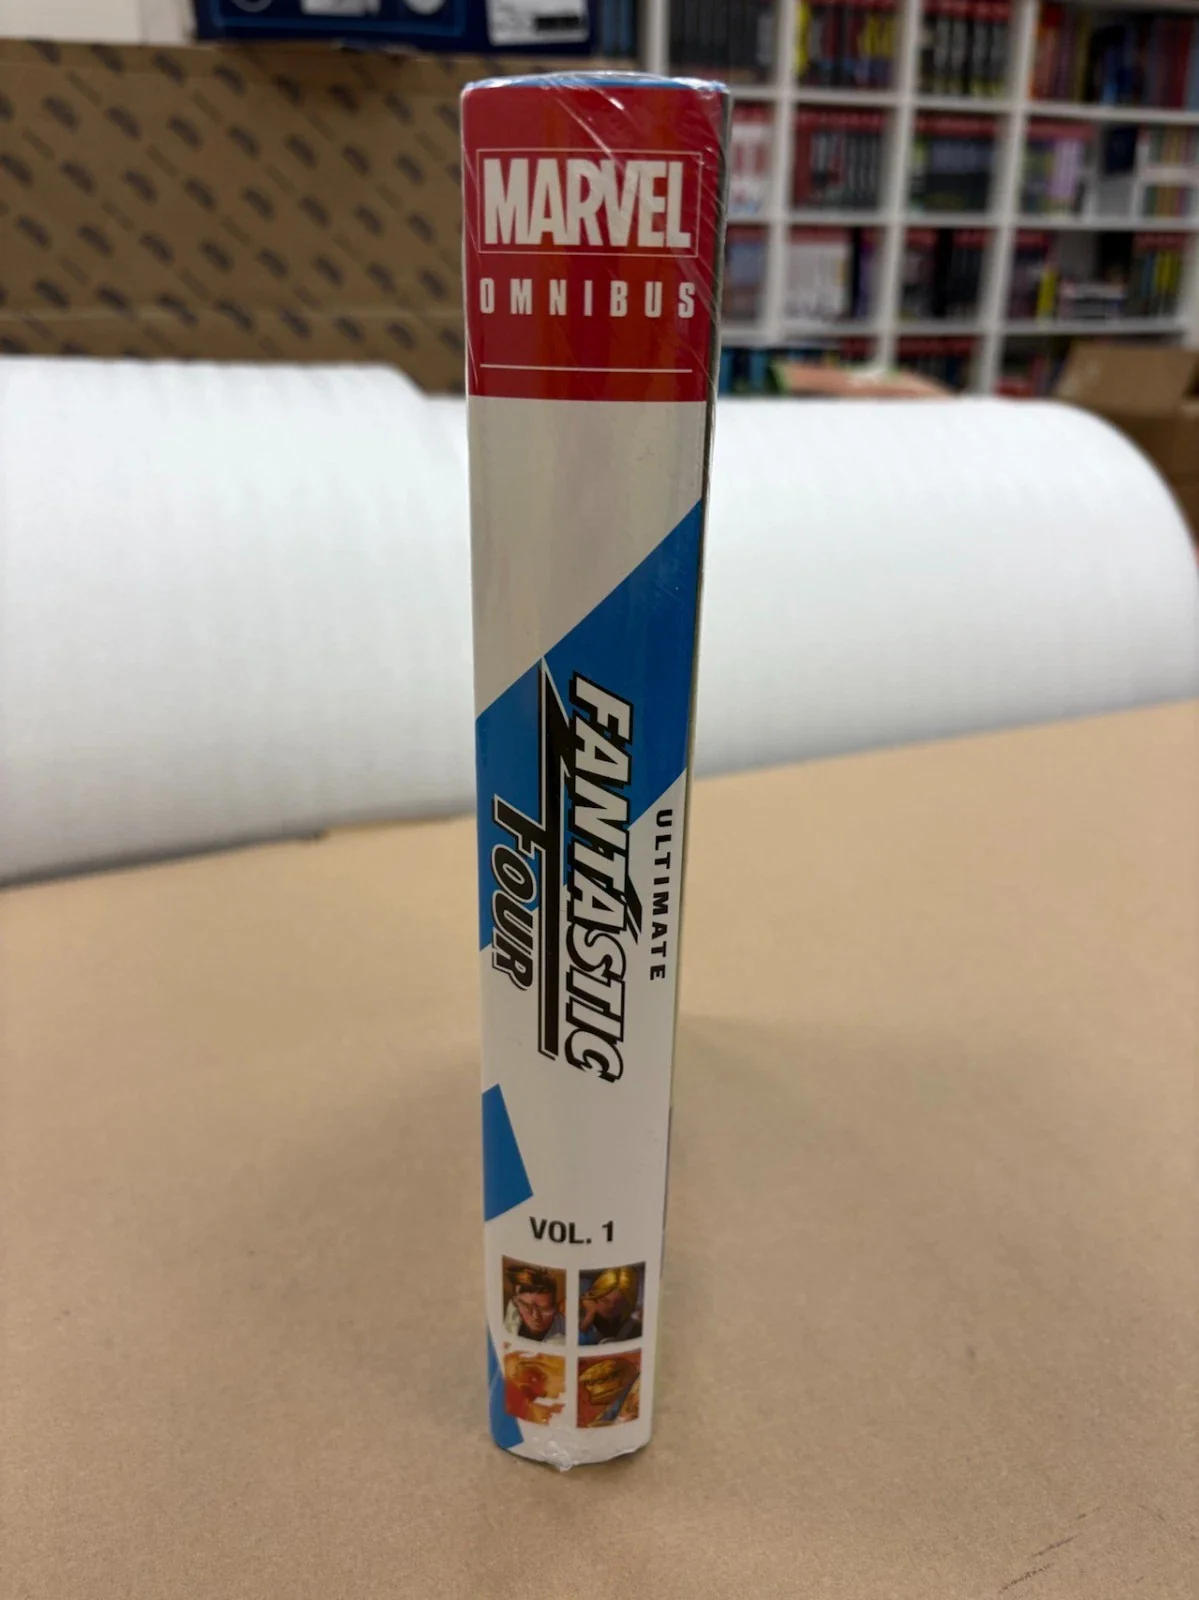 MARVEL
OMNIBUS
ULTIMATE
FANTASTIC
FOUR
VOL. 1